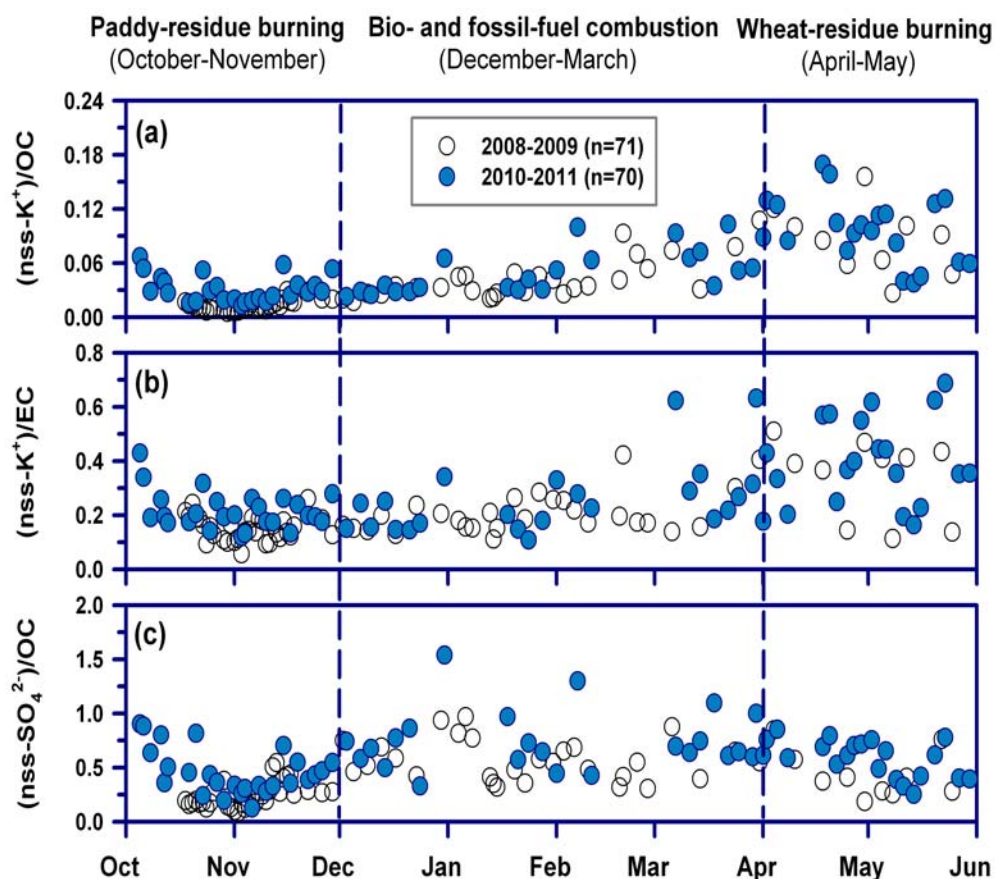 Paddy-residue burning Bio- and fossil-fuel combustion Wheat-residue burning
(October-November) (December-March) (April-May)
(nss-K⁺)/OC
0.24
0.18
0.12
0.06
0.00
(a)
2008-2009 (n=71)
2010-2011 (n=70)
(nss-K⁺)/EC
0.8
0.6
0.4
0.2
0.0
(b)
(nss-SO₄²⁻)/OC
2.0
1.5
1.0
0.5
0.0
(c)
Oct Nov Dec Jan Feb Mar Apr May Jun